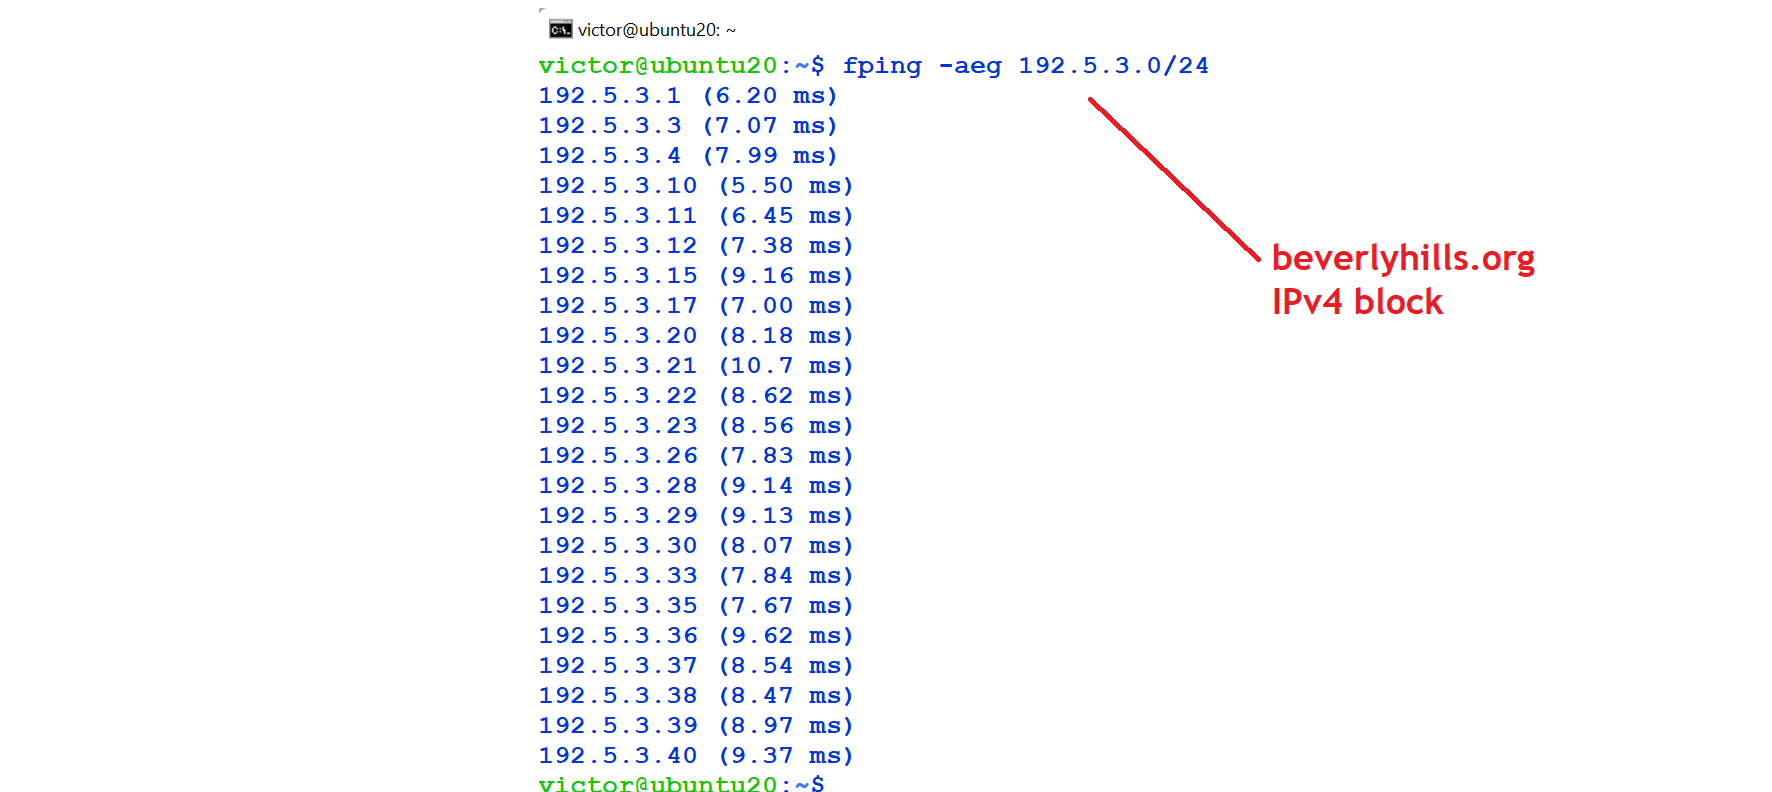 victor@ubuntu20: ~
victor@ubuntu20:~$ fping -aeg 192.5.3.0/24
192.5.3.1 (6.20 ms)
192.5.3.3 (7.07 ms)
192.5.3.4 (7.99 ms)
192.5.3.10 (5.50 ms)
192.5.3.11 (6.45 ms)
192.5.3.12 (7.38 ms)
192.5.3.15 (9.16 ms)
192.5.3.17 (7.00 ms)
192.5.3.20 (8.18 ms)
192.5.3.21 (10.7 ms)
192.5.3.22 (8.62 ms)
192.5.3.23 (8.56 ms)
192.5.3.26 (7.83 ms)
192.5.3.28 (9.14 ms)
192.5.3.29 (9.13 ms)
192.5.3.30 (8.07 ms)
192.5.3.33 (7.84 ms)
192.5.3.35 (7.67 ms)
192.5.3.36 (9.62 ms)
192.5.3.37 (8.54 ms)
192.5.3.38 (8.47 ms)
192.5.3.39 (8.97 ms)
192.5.3.40 (9.37 ms)
victor@ubuntu20:~$
beverlyhills.org
IPv4 block